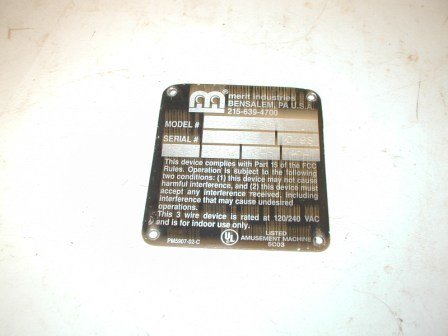 merit industries
BENSALEM, PA U.S.A.
215-639-4700
MODEL #
SERIAL #
This device complies with Part 15 of the FCC
Rules. Operation is subject to the following
two conditions: (1) this device may not cause
harmful interference, and (2) this device must
accept any interference received, including
interference that may cause undesired
operations.
This 3 wire device is rated at 120/240 VAC
and is for indoor use only.
PM5907-02-C
UL
LISTED
AMUSEMENT MACHINE
5C03